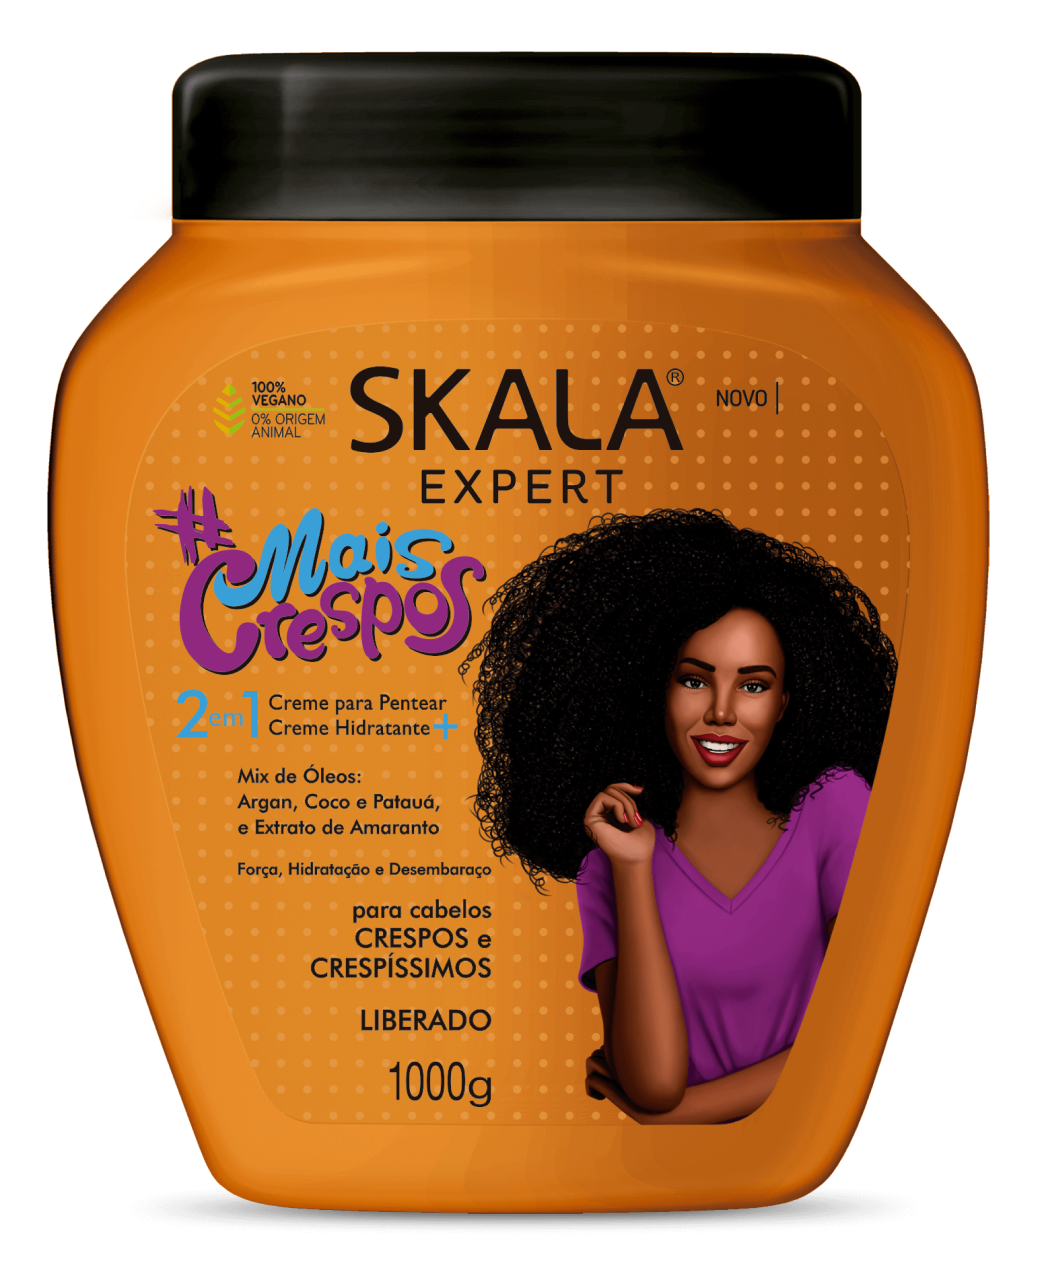 100%
VEGANO
0% ORIGEM
ANIMAL
SKALA®
NOVO
EXPERT
#Mais
Crespos
2em1
Creme para Pentear
Creme Hidratante+
Mix de Óleos:
Argan, Coco e Patauá,
e Extrato de Amaranto
Força, Hidratação e Desembaraço
para cabelos
CRESPOS e
CRESPÍSSIMOS
LIBERADO
1000g